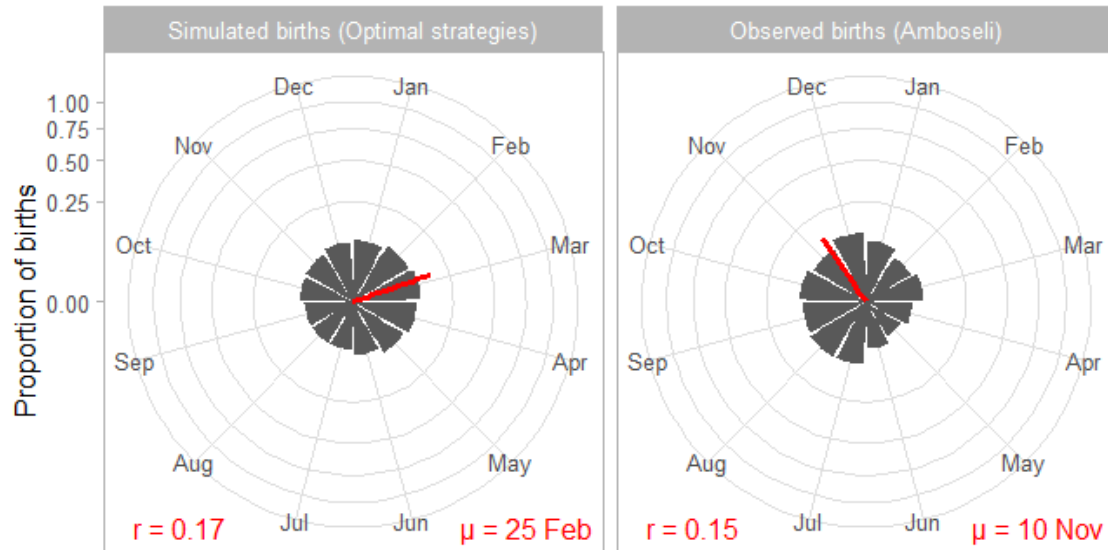 Simulated births (Optimal strategies)
Observed births (Amboseli)
Proportion of births
1.00
0.75
0.50
0.25
0.00
Dec
Jan
Nov
Feb
Oct
Mar
Sep
Apr
Aug
May
Jul
Jun
r = 0.17
μ = 25 Feb
Dec
Jan
Nov
Feb
Oct
Mar
Sep
Apr
Aug
May
Jul
Jun
r = 0.15
μ = 10 Nov